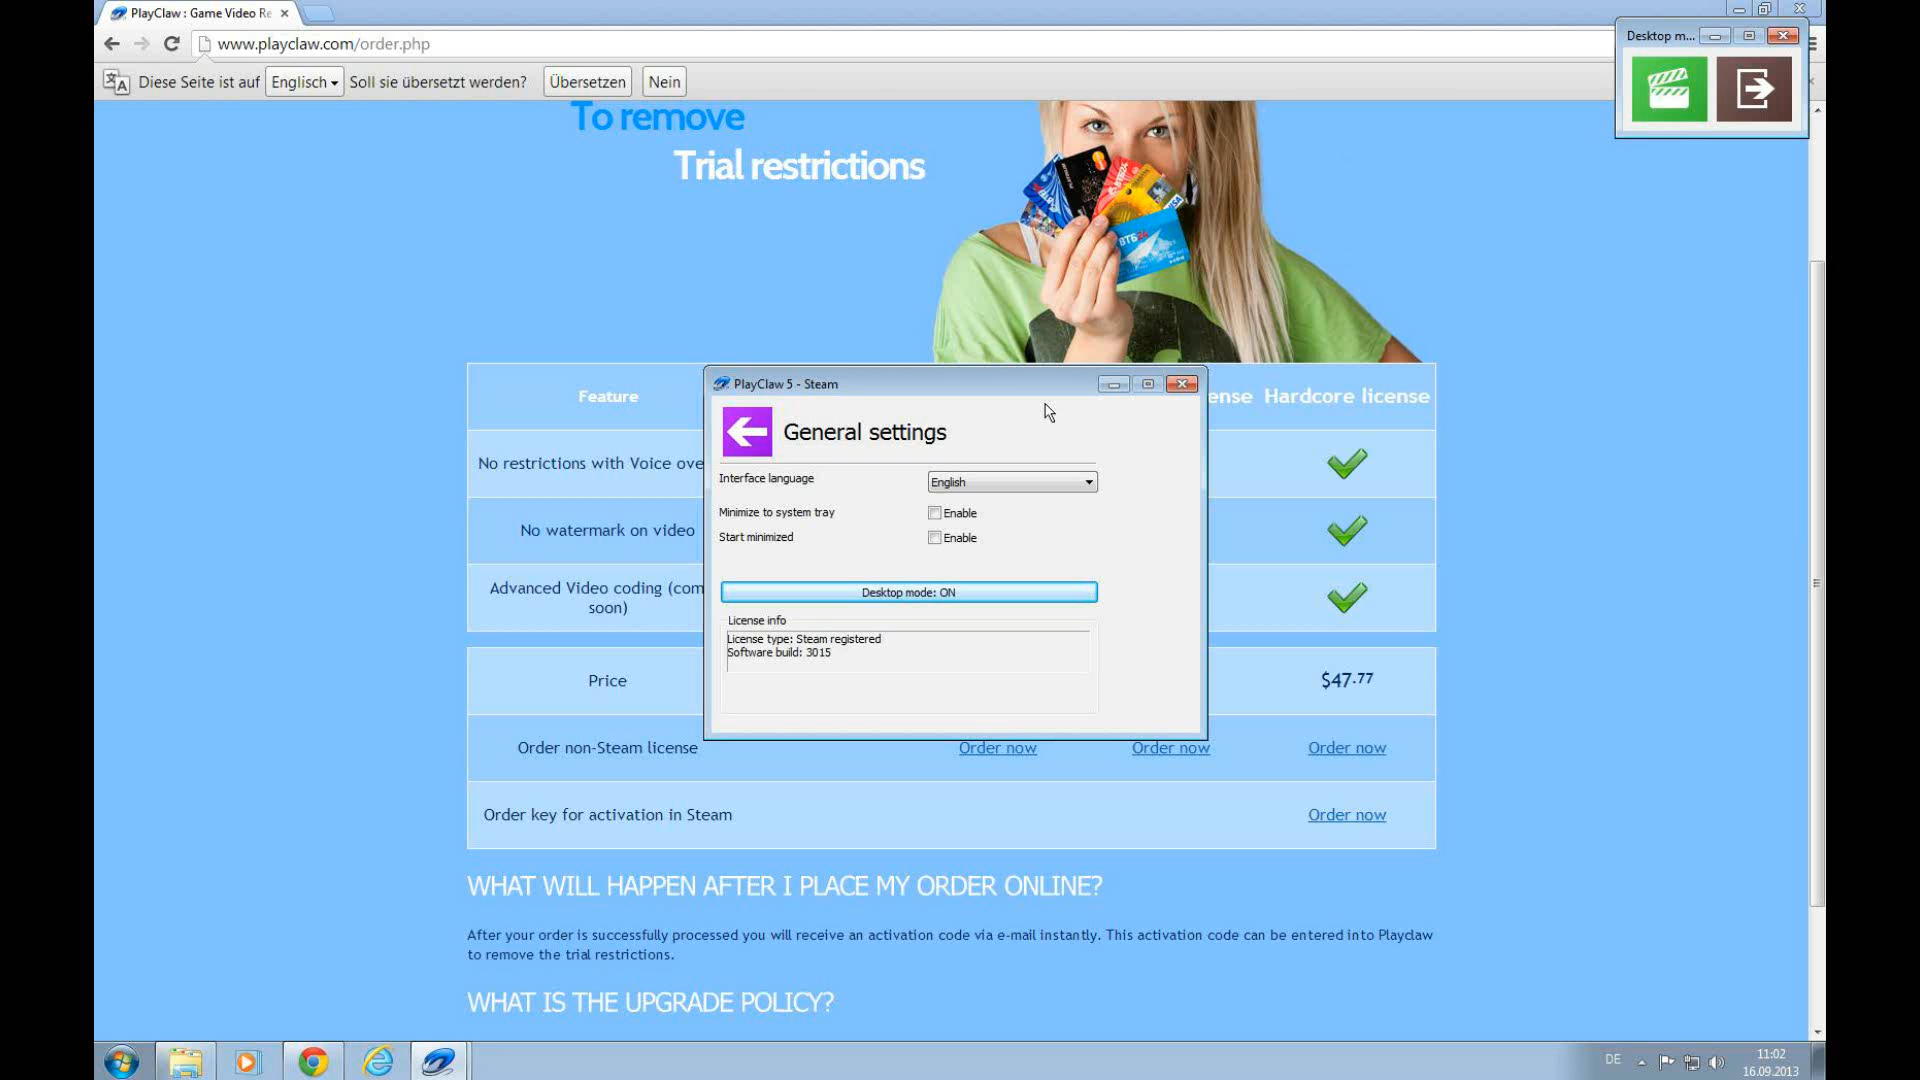 PlayClaw : Game Video Re
www.playclaw.com/order.php
Desktop m...
Diese Seite ist auf Englisch Soll sie übersetzt werden? Übersetzen Nein
To remove
Trial restrictions
ВТБ24
VISA
PlayClaw 5 - Steam
General settings
Interface language English
Minimize to system tray Enable
Start minimized Enable
Desktop mode: ON
License info
License type: Steam registered
Software build: 3015
Feature ense Hardcore license
No restrictions with Voice ove
No watermark on video
Advanced Video coding (com
soon)
Price $47.77
Order non-Steam license Order now Order now Order now
Order key for activation in Steam Order now
WHAT WILL HAPPEN AFTER I PLACE MY ORDER ONLINE?
After your order is successfully processed you will receive an activation code via e-mail instantly. This activation code can be entered into Playclaw
to remove the trial restrictions.
WHAT IS THE UPGRADE POLICY?
DE
11:02
16.09.2013